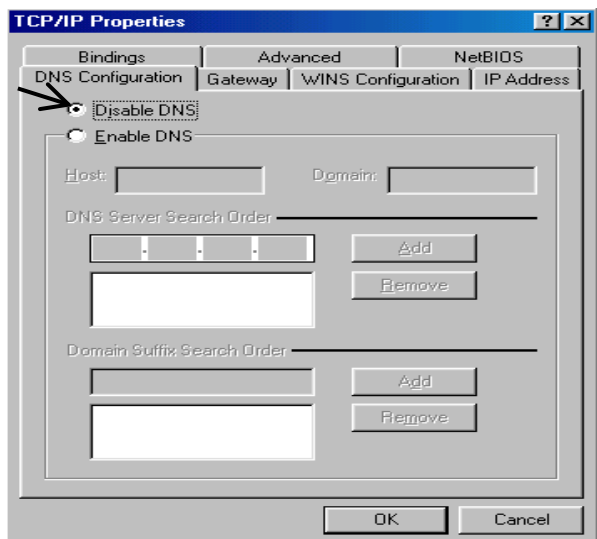 TCP/IP Properties
? ×
Bindings Advanced NetBIOS
DNS Configuration Gateway WINS Configuration IP Address
Disable DNS
Enable DNS
Host: Domain:
DNS Server Search Order
. . . Add
Remove
Domain Suffix Search Order
Add
Remove
OK Cancel